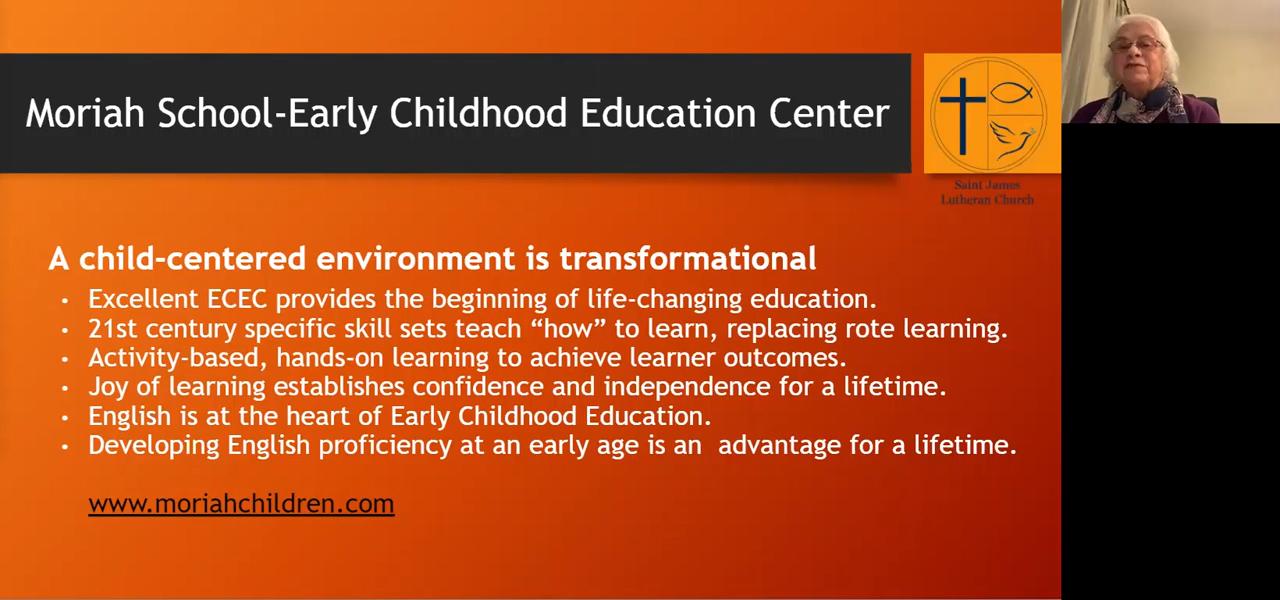 Moriah School-Early Childhood Education Center
Saint James
Lutheran Church
A child-centered environment is transformational
• Excellent ECEC provides the beginning of life-changing education.
• 21st century specific skill sets teach “how” to learn, replacing rote learning.
• Activity-based, hands-on learning to achieve learner outcomes.
• Joy of learning establishes confidence and independence for a lifetime.
• English is at the heart of Early Childhood Education.
• Developing English proficiency at an early age is an  advantage for a lifetime.
www.moriahchildren.com